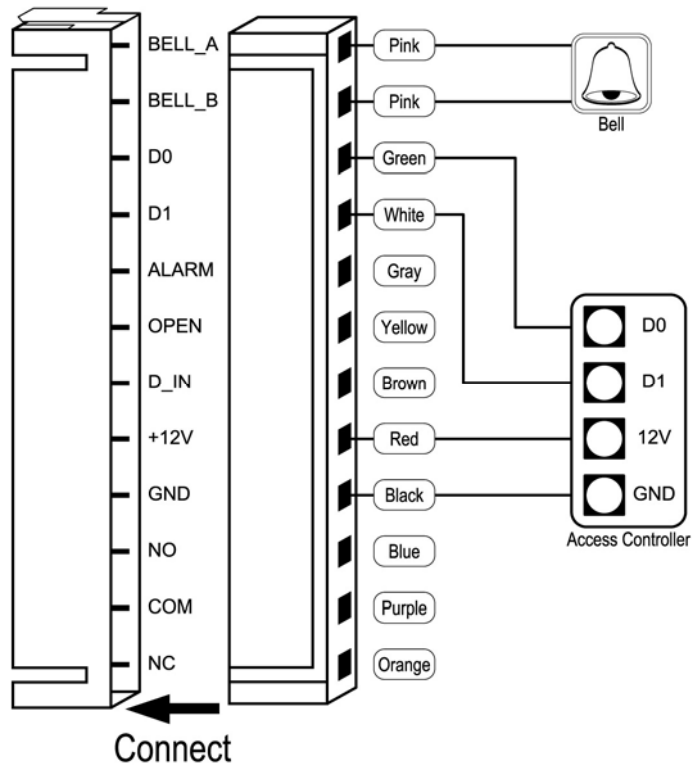 BELL_A Pink
BELL_B Pink
Bell
D0 Green
D1 White
ALARM Gray
OPEN Yellow D0
D_IN Brown D1
+12V Red 12V
GND Black GND
Access Controller
NO Blue
COM Purple
NC Orange
Connect